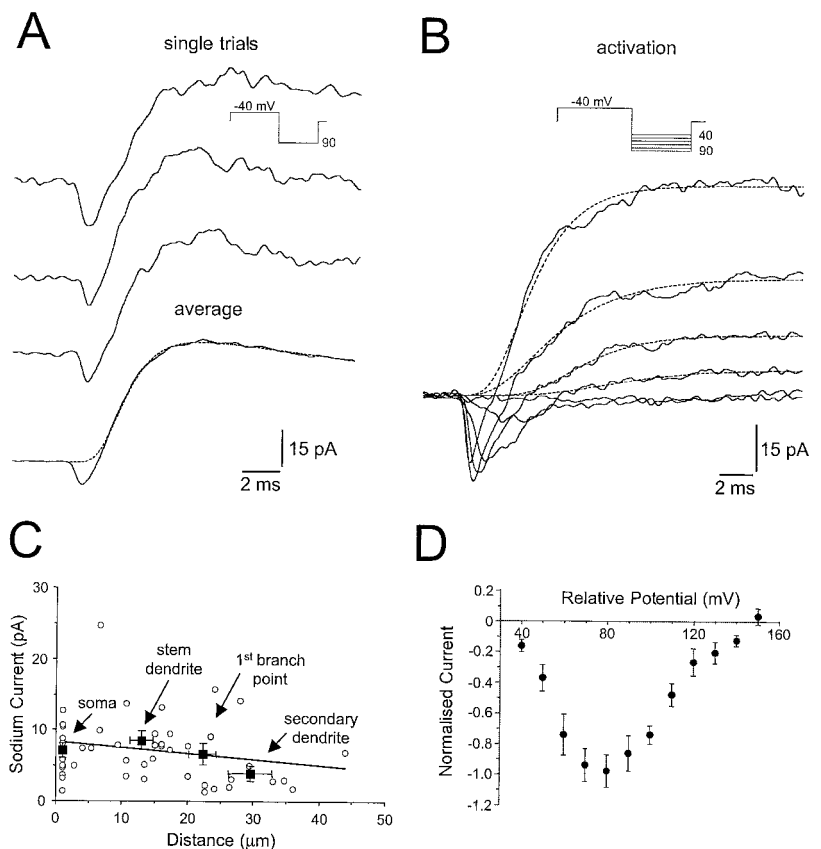 A
single trials
-40 mV
90
average
15 pA
2 ms
B
activation
-40 mV
40
90
15 pA
2 ms
C
30
20
10
0
Sodium Current (pA)
soma
stem
dendrite
1st branch
point
secondary
dendrite
0
10
20
30
40
50
Distance (μm)
D
0.2
0
-0.2
-0.4
-0.6
-0.8
-1.0
-1.2
Normalised Current
Relative Potential (mV)
40
80
120
160